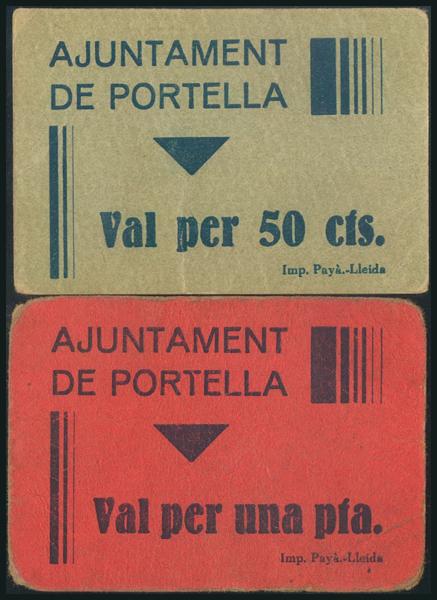 AJUNTAMENT
DE PORTELLA
Val per 50 cts.
Imp. Payà.-Lleida
AJUNTAMENT
DE PORTELLA
Val per una pta.
Imp. Payà.-Lleida